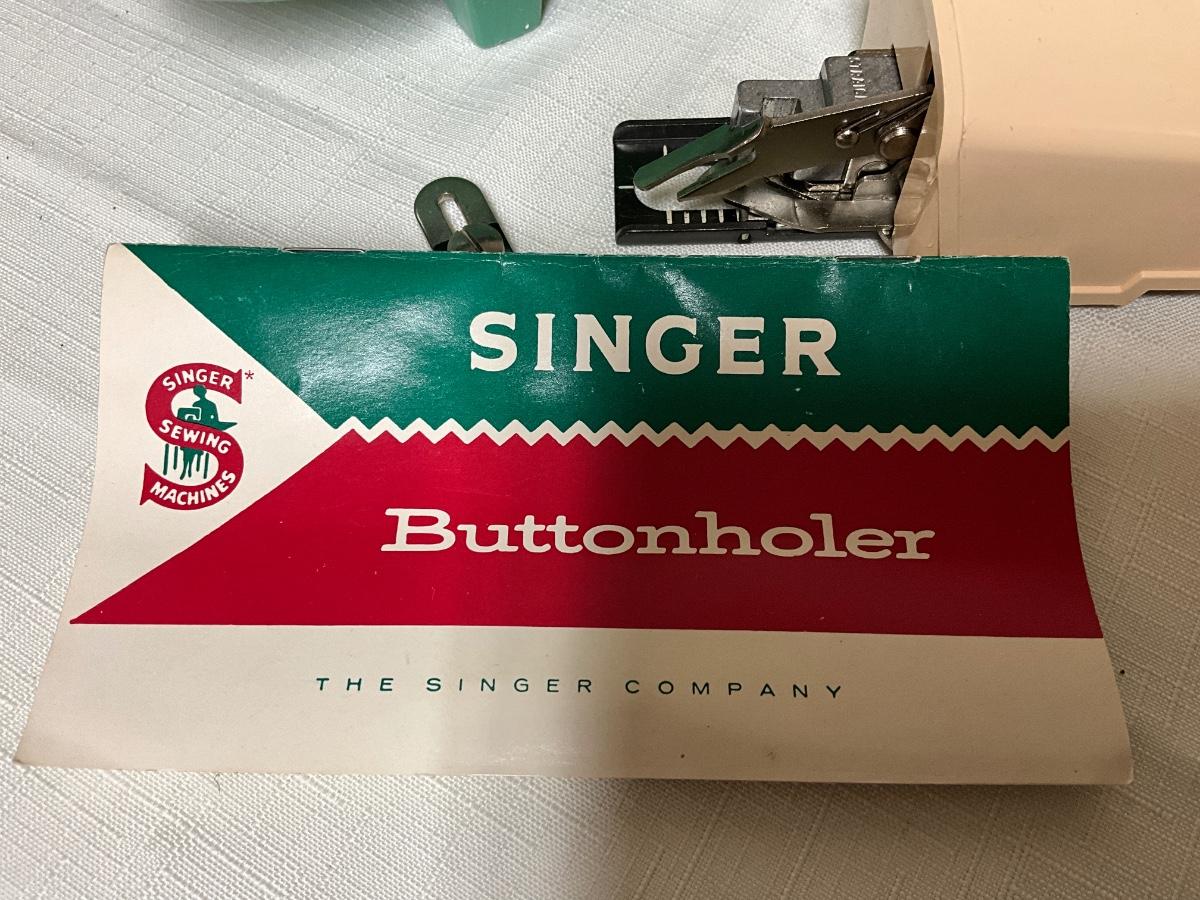 SINGER
SINGER*
SEWING
MACHINES
Buttonholer
THE SINGER COMPANY